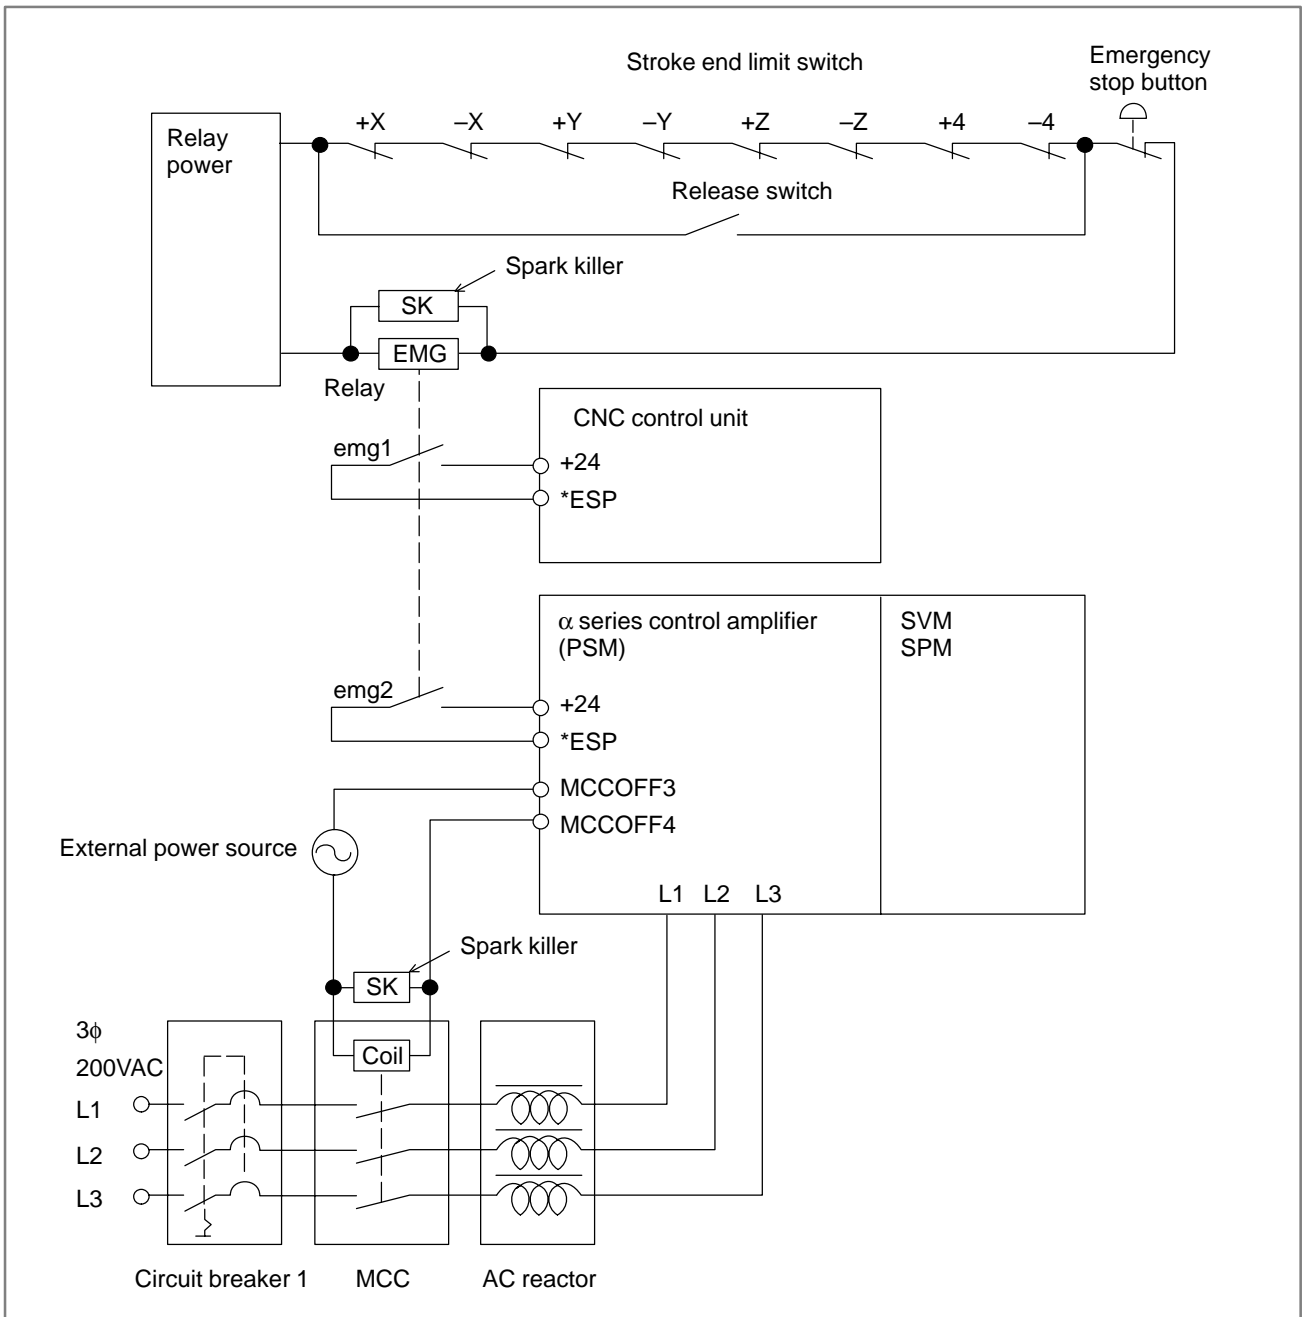 Stroke end limit switch
Emergency
stop button
+X
–X
+Y
–Y
+Z
–Z
+4
–4
Relay
power
Release switch
Spark killer
SK
EMG
Relay
CNC control unit
emg1
+24
*ESP
α series control amplifier
(PSM)
SVM
SPM
emg2
+24
*ESP
MCCOFF3
MCCOFF4
External power source
L1 L2 L3
Spark killer
SK
3ϕ
200VAC
Coil
L1
L2
L3
Circuit breaker 1
MCC
AC reactor